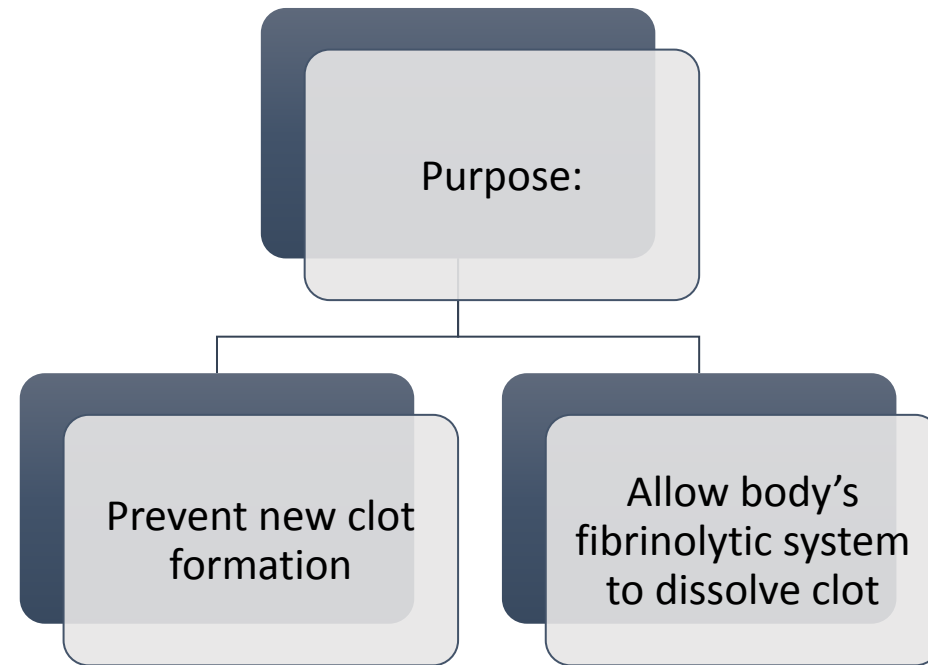 Purpose:
Prevent new clot
formation
Allow body’s
fibrinolytic system
to dissolve clot